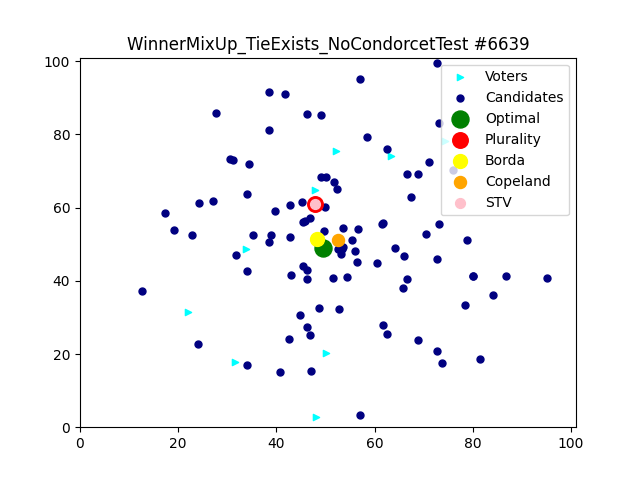 WinnerMixUp_TieExists_NoCondorcetTest #6639
100
80
60
40
20
0
0
20
40
60
80
100
Voters
Candidates
Optimal
Plurality
Borda
Copeland
STV